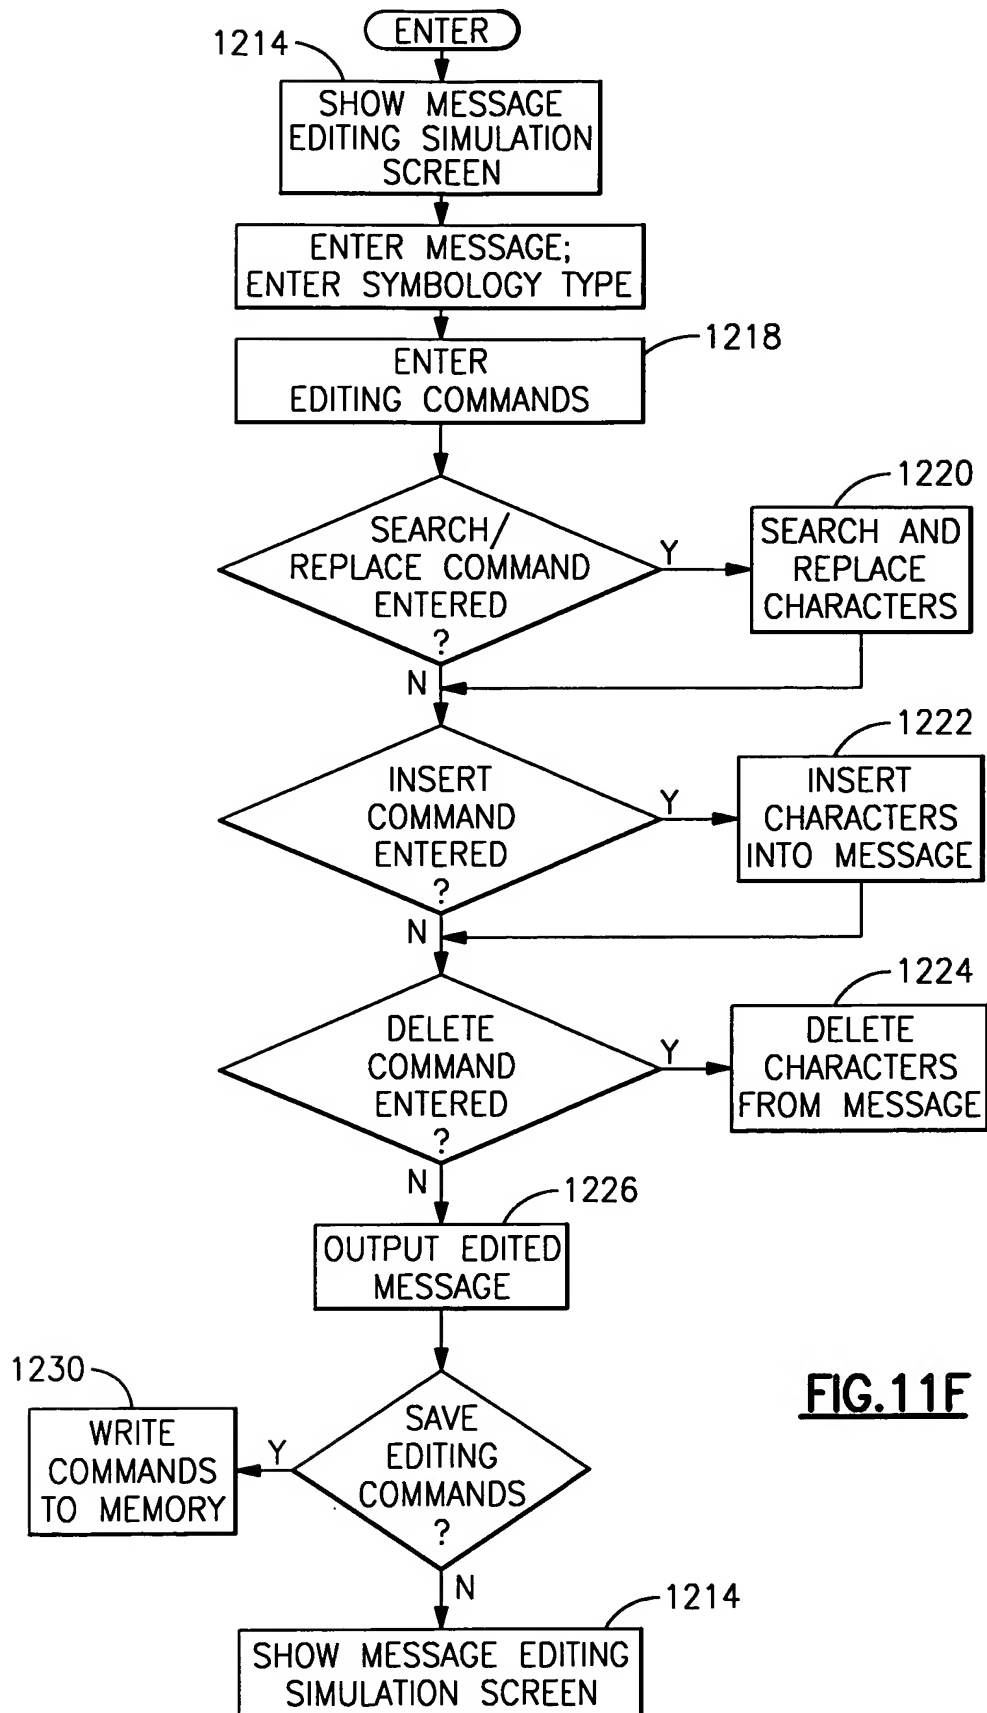 ENTER
1214
SHOW MESSAGE
EDITING SIMULATION
SCREEN
ENTER MESSAGE;
ENTER SYMBOLOGY TYPE
1218
ENTER
EDITING COMMANDS
SEARCH/
REPLACE COMMAND
ENTERED
?
Y
N
1220
SEARCH AND
REPLACE
CHARACTERS
INSERT
COMMAND
ENTERED
?
Y
N
1222
INSERT
CHARACTERS
INTO MESSAGE
DELETE
COMMAND
ENTERED
?
Y
N
1224
DELETE
CHARACTERS
FROM MESSAGE
1226
OUTPUT EDITED
MESSAGE
SAVE
EDITING
COMMANDS
?
Y
N
1230
WRITE
COMMANDS
TO MEMORY
FIG.11F
1214
SHOW MESSAGE EDITING
SIMULATION SCREEN